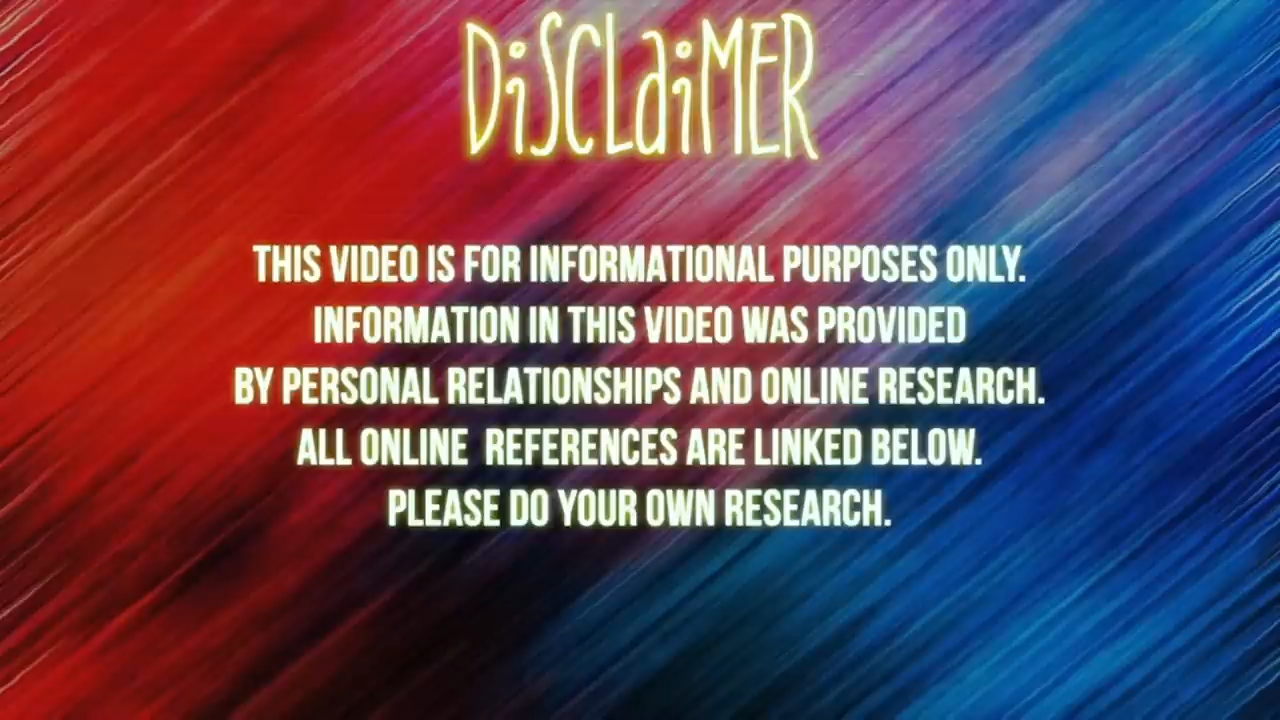 DiSCLaiMER
THIS VIDEO IS FOR INFORMATIONAL PURPOSES ONLY.
INFORMATION IN THIS VIDEO WAS PROVIDED
BY PERSONAL RELATIONSHIPS AND ONLINE RESEARCH.
ALL ONLINE REFERENCES ARE LINKED BELOW.
PLEASE DO YOUR OWN RESEARCH.